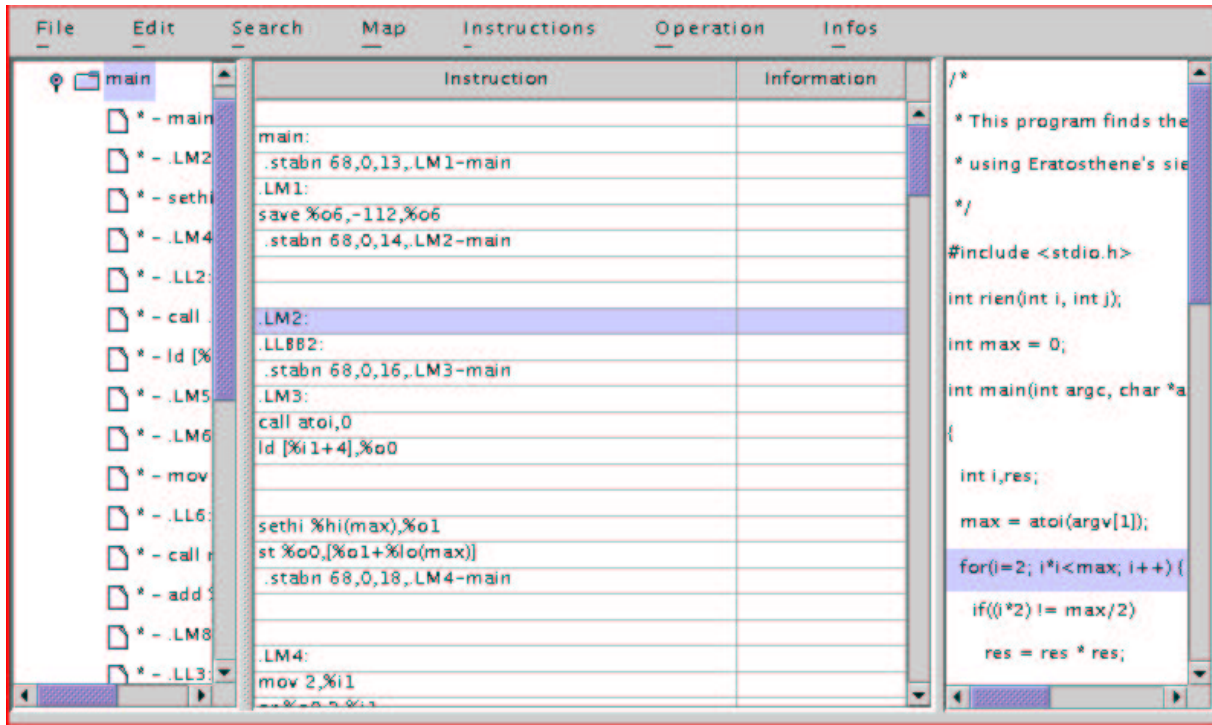 File Edit Search Map Instructions Operation Infos
main
* - main
* - .LM2
* - sethi
* - .LM4
* - .LL2:
* - call .
* - ld [%
* - .LM5
* - .LM6
* - mov
* - .LL6:
* - call
* - add
* - .LM8
* - .LL3:
Instruction Information
main:
.stabn 68,0,13,.LM1-main
.LM1:
save %o6,-112,%o6
.stabn 68,0,14,.LM2-main
.LM2:
.LLBB2:
.stabn 68,0,16,.LM3-main
.LM3:
call atoi,0
ld [%i1+4],%o0
sethi %hi(max),%o1
st %o0,[%o1+%lo(max)]
.stabn 68,0,18,.LM4-main
.LM4:
mov 2,%i1
/*
* This program finds the
* using Eratosthene's sie
*/
#include <stdio.h>
int rien(int i, int j);
int max = 0;
int main(int argc, char *a
{
int i,res;
max = atoi(argv[1]);
for(i=2; i*i<max; i++) {
if((i*2) != max/2)
res = res * res;